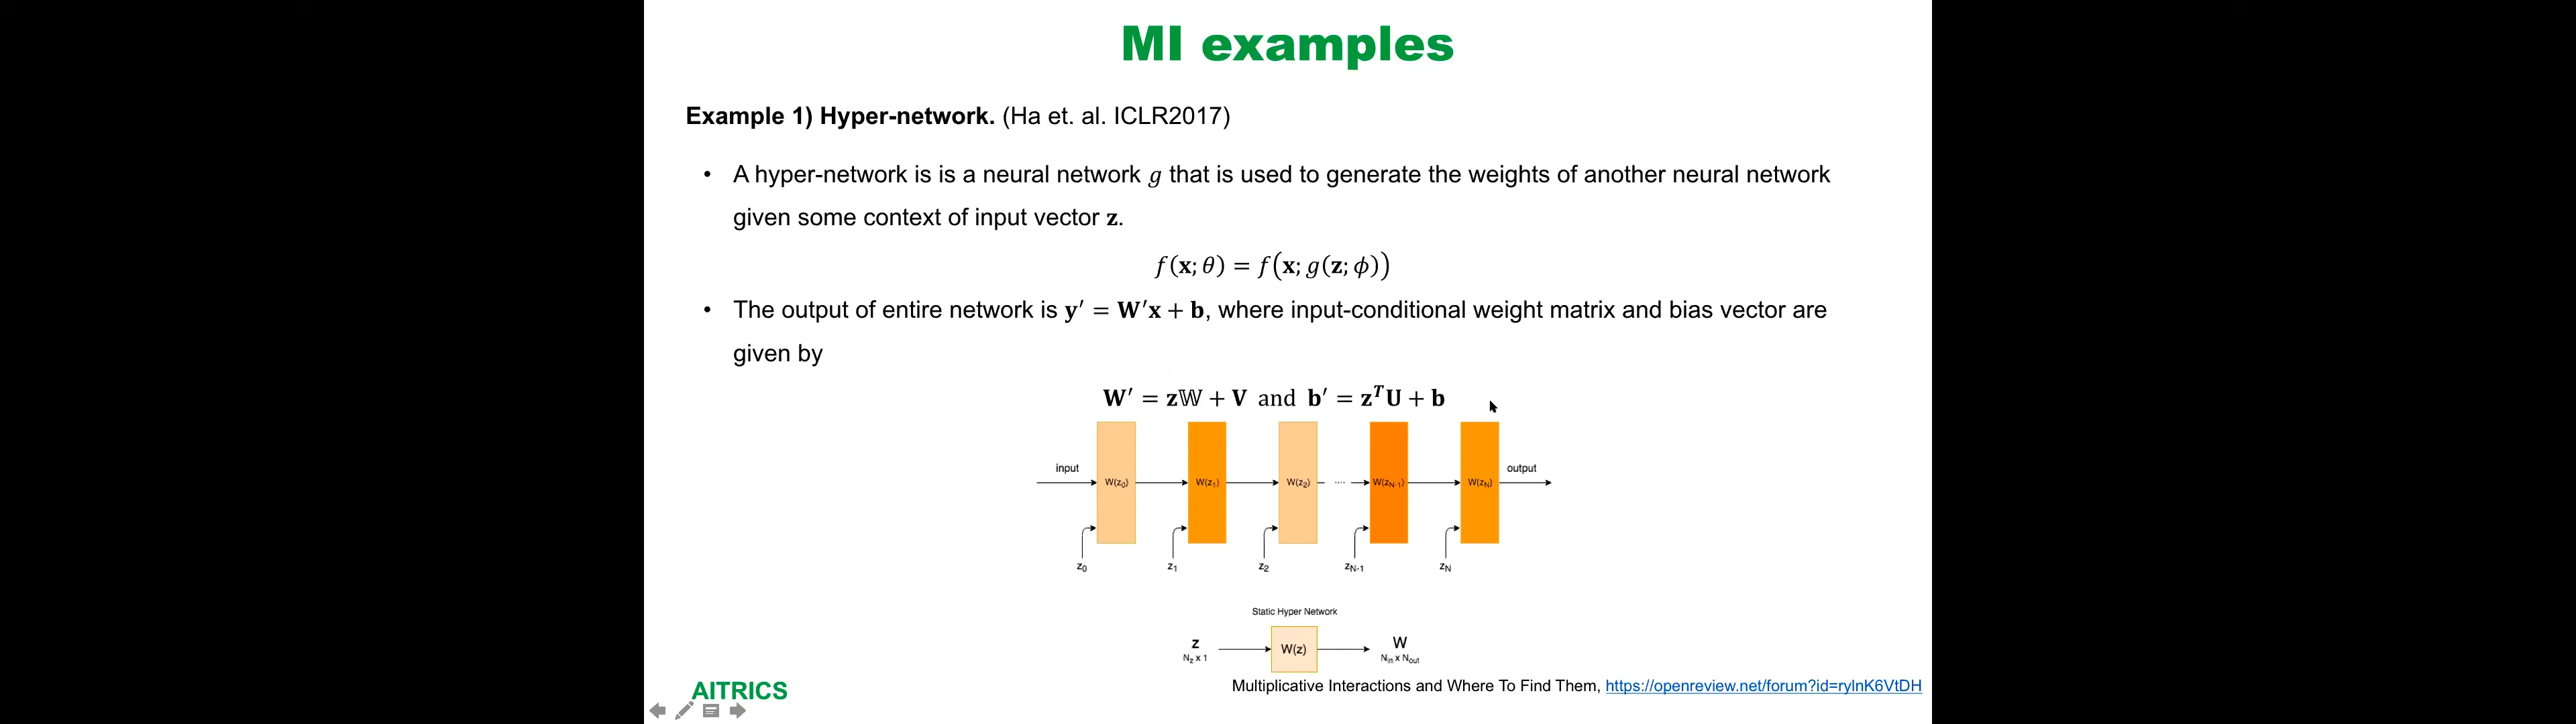 MI examples
Example 1) Hyper-network. (Ha et. al. ICLR2017)
• A hyper-network is is a neural network g that is used to generate the weights of another neural network
given some context of input vector z.
f(x; θ) = f(x; g(z; ϕ))
• The output of entire network is y′ = W′x + b, where input-conditional weight matrix and bias vector are
given by
W′ = z𝕎 + V and b′ = zᵀU + b
input W(z₀) W(z₁) W(z₂) .... W(z_N-1) W(z_N) output
z₀ z₁ z₂ z_N-1 z_N
Static Hyper Network
z W(z) W
N_z x 1 N_in x N_out
Multiplicative Interactions and Where To Find Them, https://openreview.net/forum?id=rylnK6VtDH
AITRICS